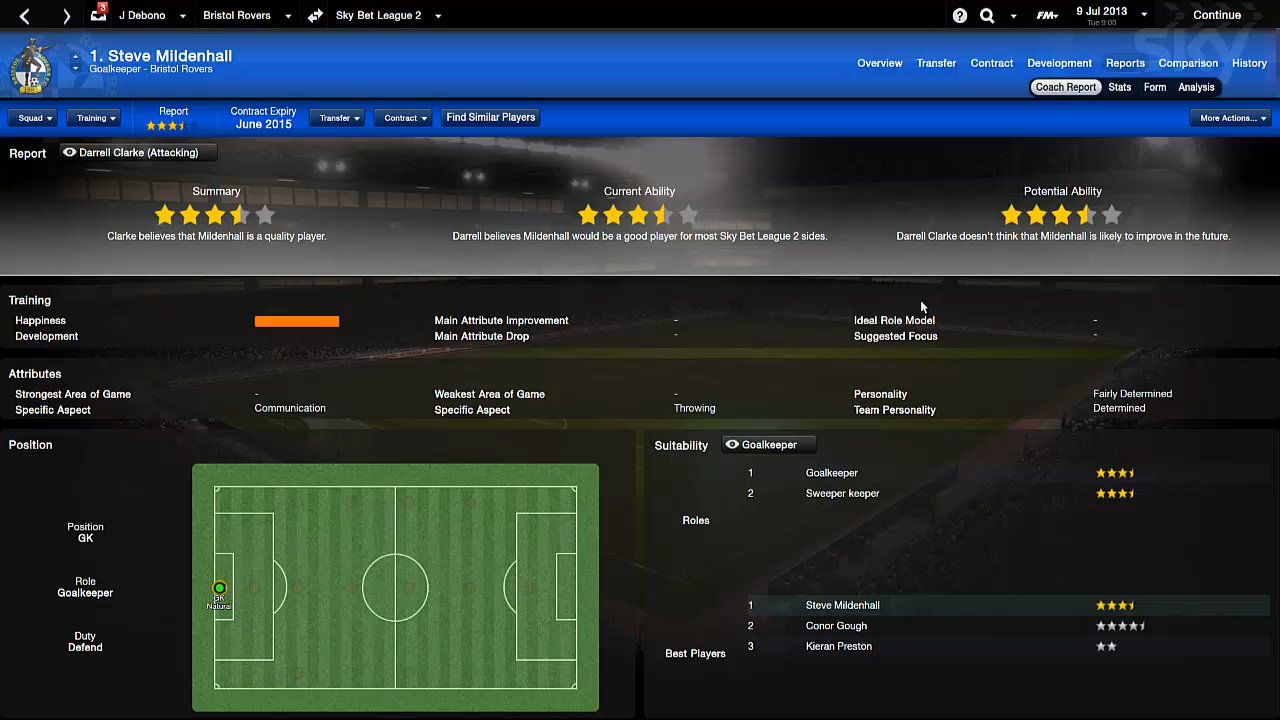 3 J Debono Bristol Rovers Sky Bet League 2 FM 9 Jul 2013 Continue
Tue 9:00
sky
1. Steve Mildenhall
Goalkeeper - Bristol Rovers
Overview Transfer Contract Development Reports Comparison History
Coach Report Stats Form Analysis
Squad Training Report Contract Expiry Transfer Contract Find Similar Players More Actions...
June 2015
Report Darrell Clarke (Attacking)
Summary Current Ability Potential Ability
Clarke believes that Mildenhall is a quality player. Darrell believes Mildenhall would be a good player for most Sky Bet League 2 sides. Darrell Clarke doesn't think that Mildenhall is likely to improve in the future.
Training
Happiness Main Attribute Improvement - Ideal Role Model -
Development Main Attribute Drop - Suggested Focus -
Attributes
Strongest Area of Game - Weakest Area of Game - Personality Fairly Determined
Specific Aspect Communication Specific Aspect Throwing Team Personality Determined
Position
Position
GK
Role
Goalkeeper
Duty
Defend
GK
Natural
Suitability Goalkeeper
1 Goalkeeper
2 Sweeper keeper
Roles
1 Steve Mildenhall
2 Conor Gough
3 Kieran Preston
Best Players